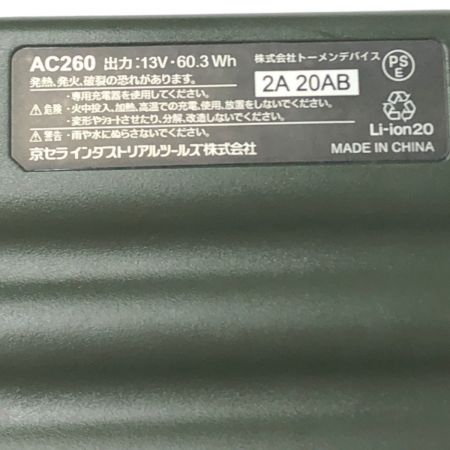 AC260 出力:13V・60.3Wh 株式会社トーメンデバイス
発熱、発火、破裂の恐れがあります。
2A 20AB
PS
E
・専用充電器を使用してください。
⚠危険 ・火中投入、加熱、高温での充電、使用、放置をしないでください。
・変形やショートさせたり、分解、改造しないでください。
⚠警告 ・雨や水にぬらさないでください。
Li-ion20
京セラインダストリアルツールズ株式会社 MADE IN CHINA